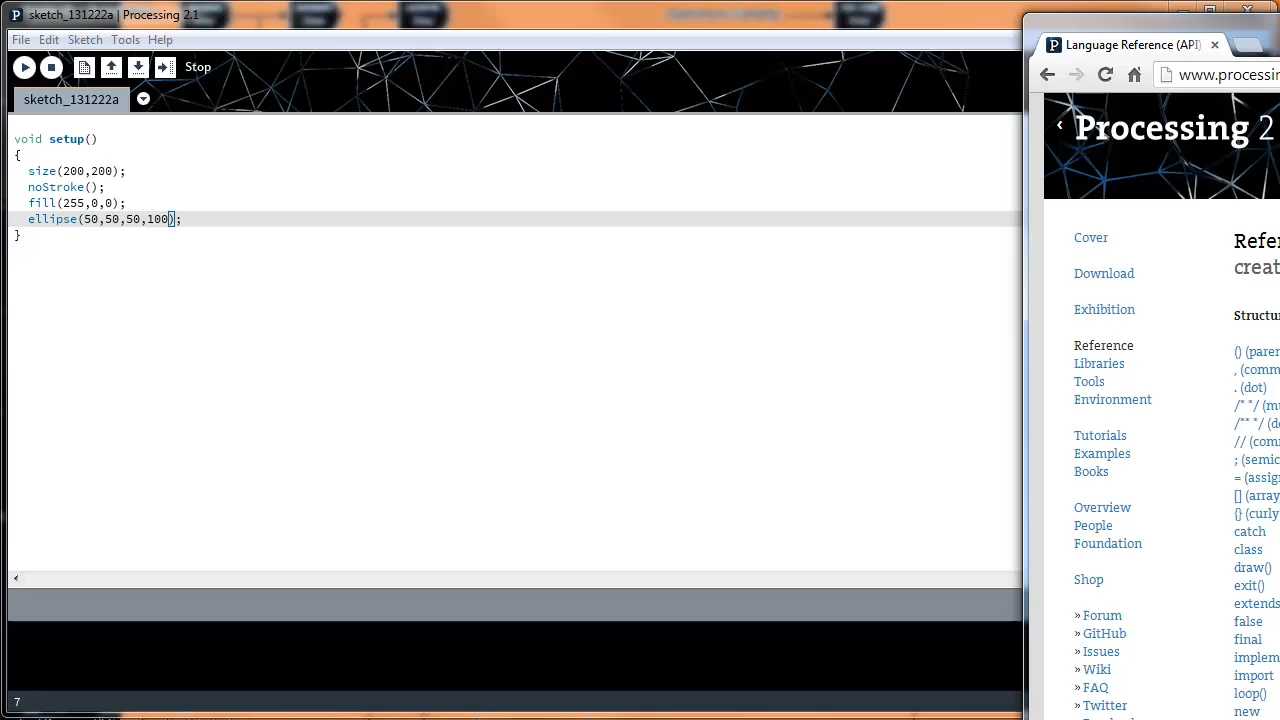 sketch_131222a | Processing 2.1
File Edit Sketch Tools Help
Stop
sketch_131222a
void setup()
{
size(200,200);
noStroke();
fill(255,0,0);
ellipse(50,50,50,100);
}
7
Language Reference (API)
www.processin
Processing 2
Cover
Download
Exhibition
Reference
Libraries
Tools
Environment
Tutorials
Examples
Books
Overview
People
Foundation
Shop
» Forum
» GitHub
» Issues
» Wiki
» FAQ
» Twitter
Refer
creat
Structu
() (paren
, (comm
. (dot)
/* */ (mu
/** */ (do
// (comm
; (semic
= (assign
[] (array
{} (curly
catch
class
draw()
exit()
extends
false
final
implem
import
loop()
new